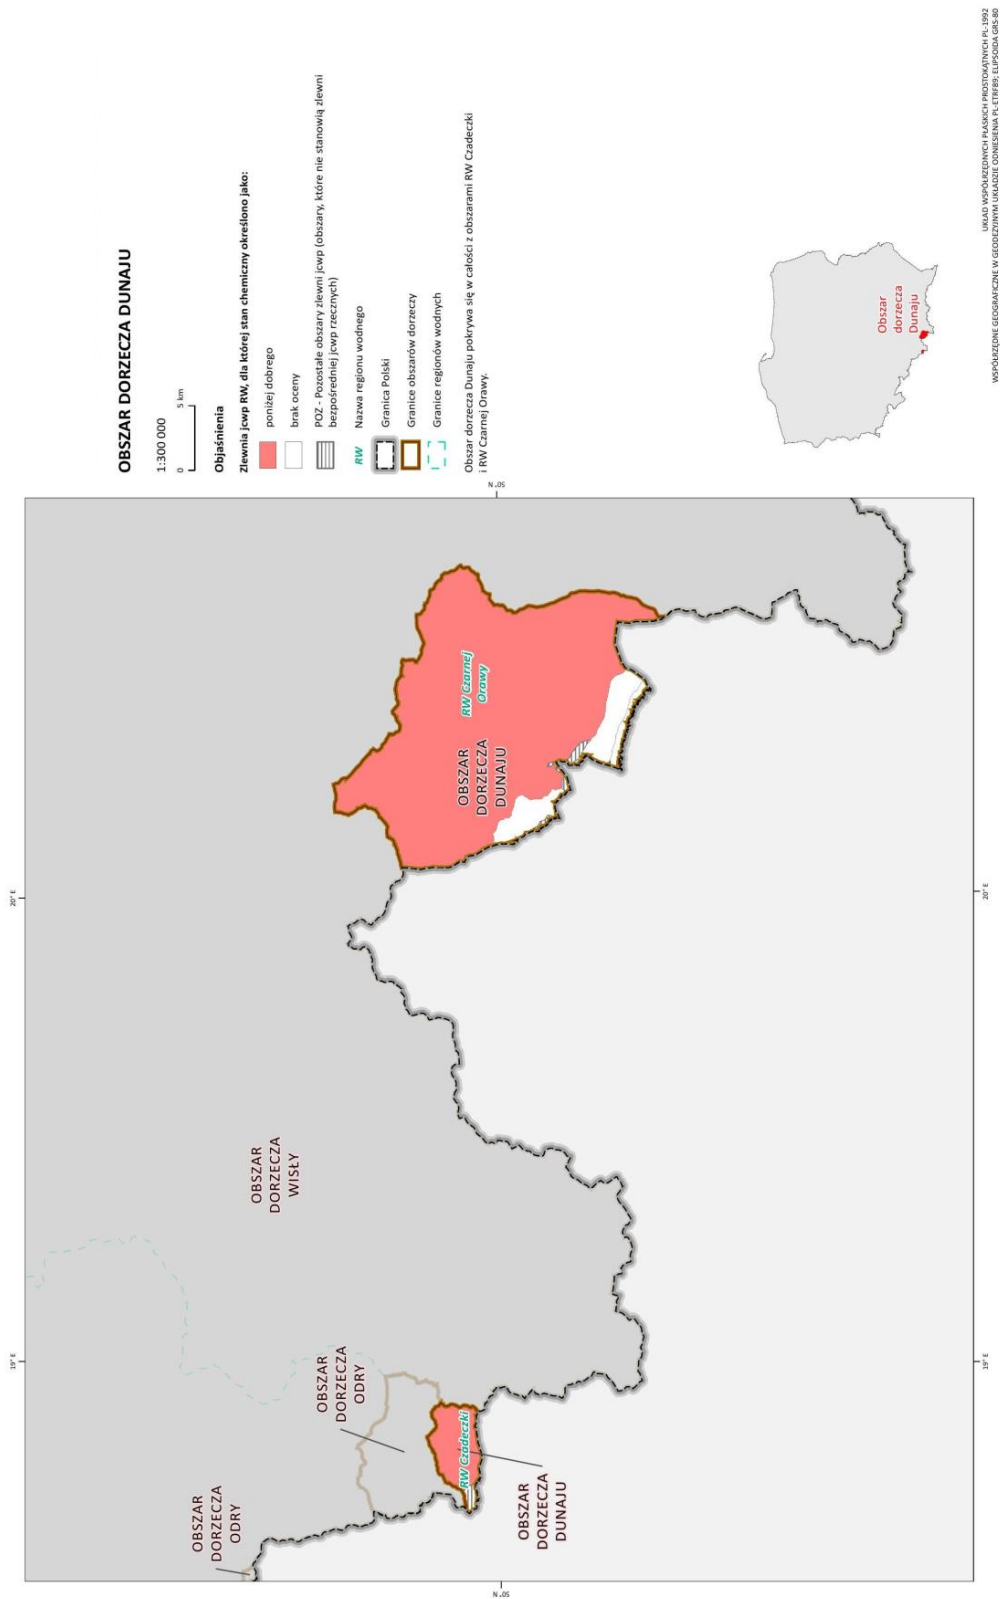 OBSZAR DORZECZA DUNAJU
1:300 000
0 5 km
Objaśnienia
Zlewnia jcwp RW, dla której stan chemiczny określono jako:
poniżej dobrego
brak oceny
POZ - Pozostałe obszary zlewni jcwp (obszary, które nie stanowią zlewni
bezpośredniej jcwp rzecznych)
RW Nazwa regionu wodnego
Granica Polski
Granice obszarów dorzeczy
Granice regionów wodnych
Obszar dorzecza Dunaju pokrywa się w całości z obszarami RW Czadeczki
i RW Czarnej Orawy.
Obszar
dorzecza
Dunaju
UKŁAD WSPÓŁRZĘDNYCH PŁASKICH PROSTOKĄTNYCH PL-1992
WSPÓŁRZĘDNE GEOGRAFICZNE W GEODEZYJNYM UKŁADZIE ODNIESIENIA PL-ETRF89; ELIPSOIDA GRS-80
19° E
20° E
OBSZAR
DORZECZA
ODRY
OBSZAR
DORZECZA
ODRY
OBSZAR
DORZECZA
WISŁY
RW Czadeczki
OBSZAR
DORZECZA
DUNAJU
OBSZAR
DORZECZA
DUNAJU
RW Czarnej
Orawy
50° N
50° N
19° E
20° E